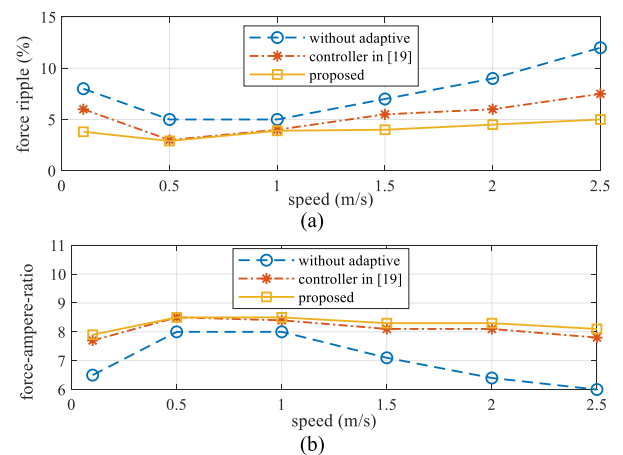 15
10
5
0
force ripple (%)
without adaptive
controller in [19]
proposed
0 0.5 1 1.5 2 2.5
speed (m/s)
(a)
11
10
9
8
7
6
force-ampere-ratio
without adaptive
controller in [19]
proposed
0 0.5 1 1.5 2 2.5
speed (m/s)
(b)